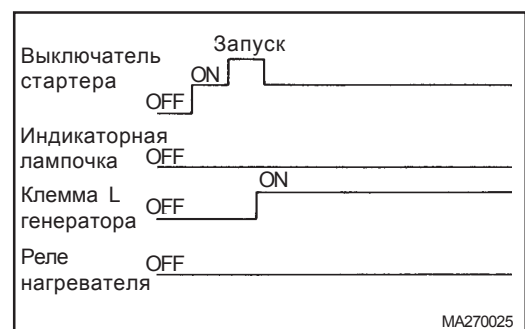 Запуск
Выключатель
стартера
ON
OFF
Индикаторная
лампочка
OFF
ON
Клемма L
генератора
OFF
Реле
нагревателя
OFF
MA270025